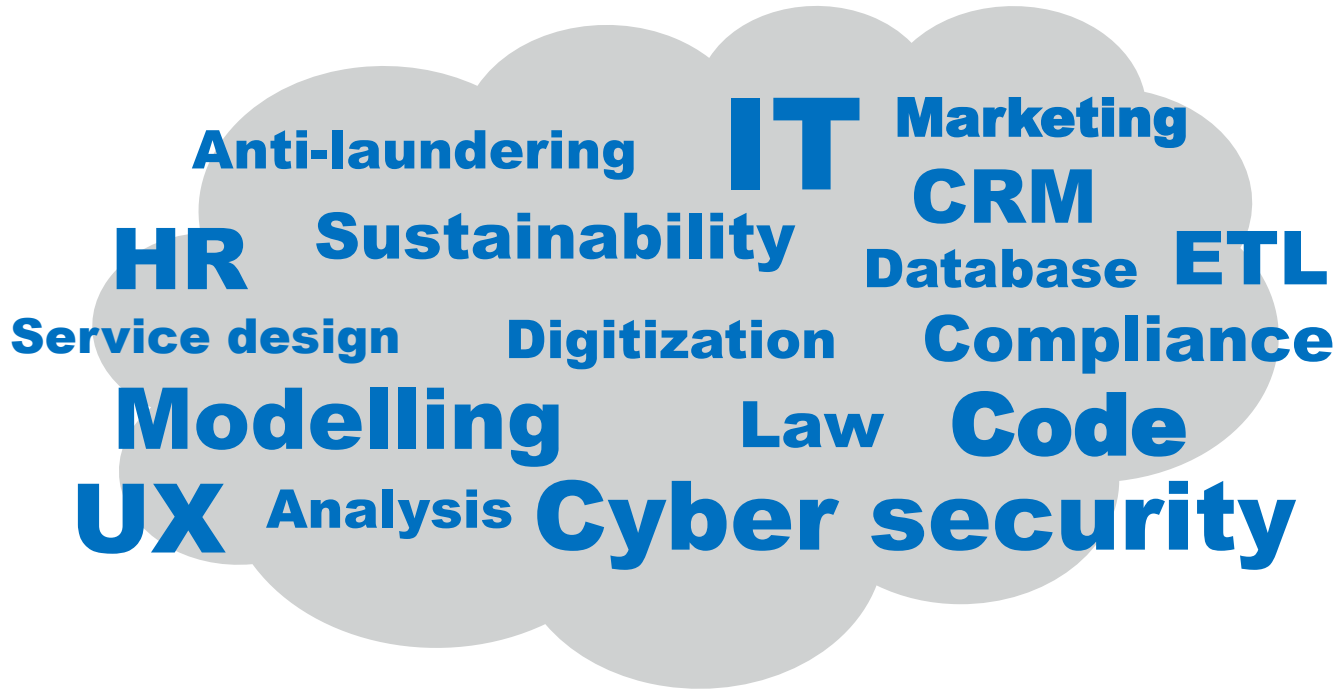 IT
Marketing
Anti-laundering
CRM
Sustainability
HR
Database
ETL
Service design
Digitization
Compliance
Modelling
Law
Code
UX
Analysis
Cyber security